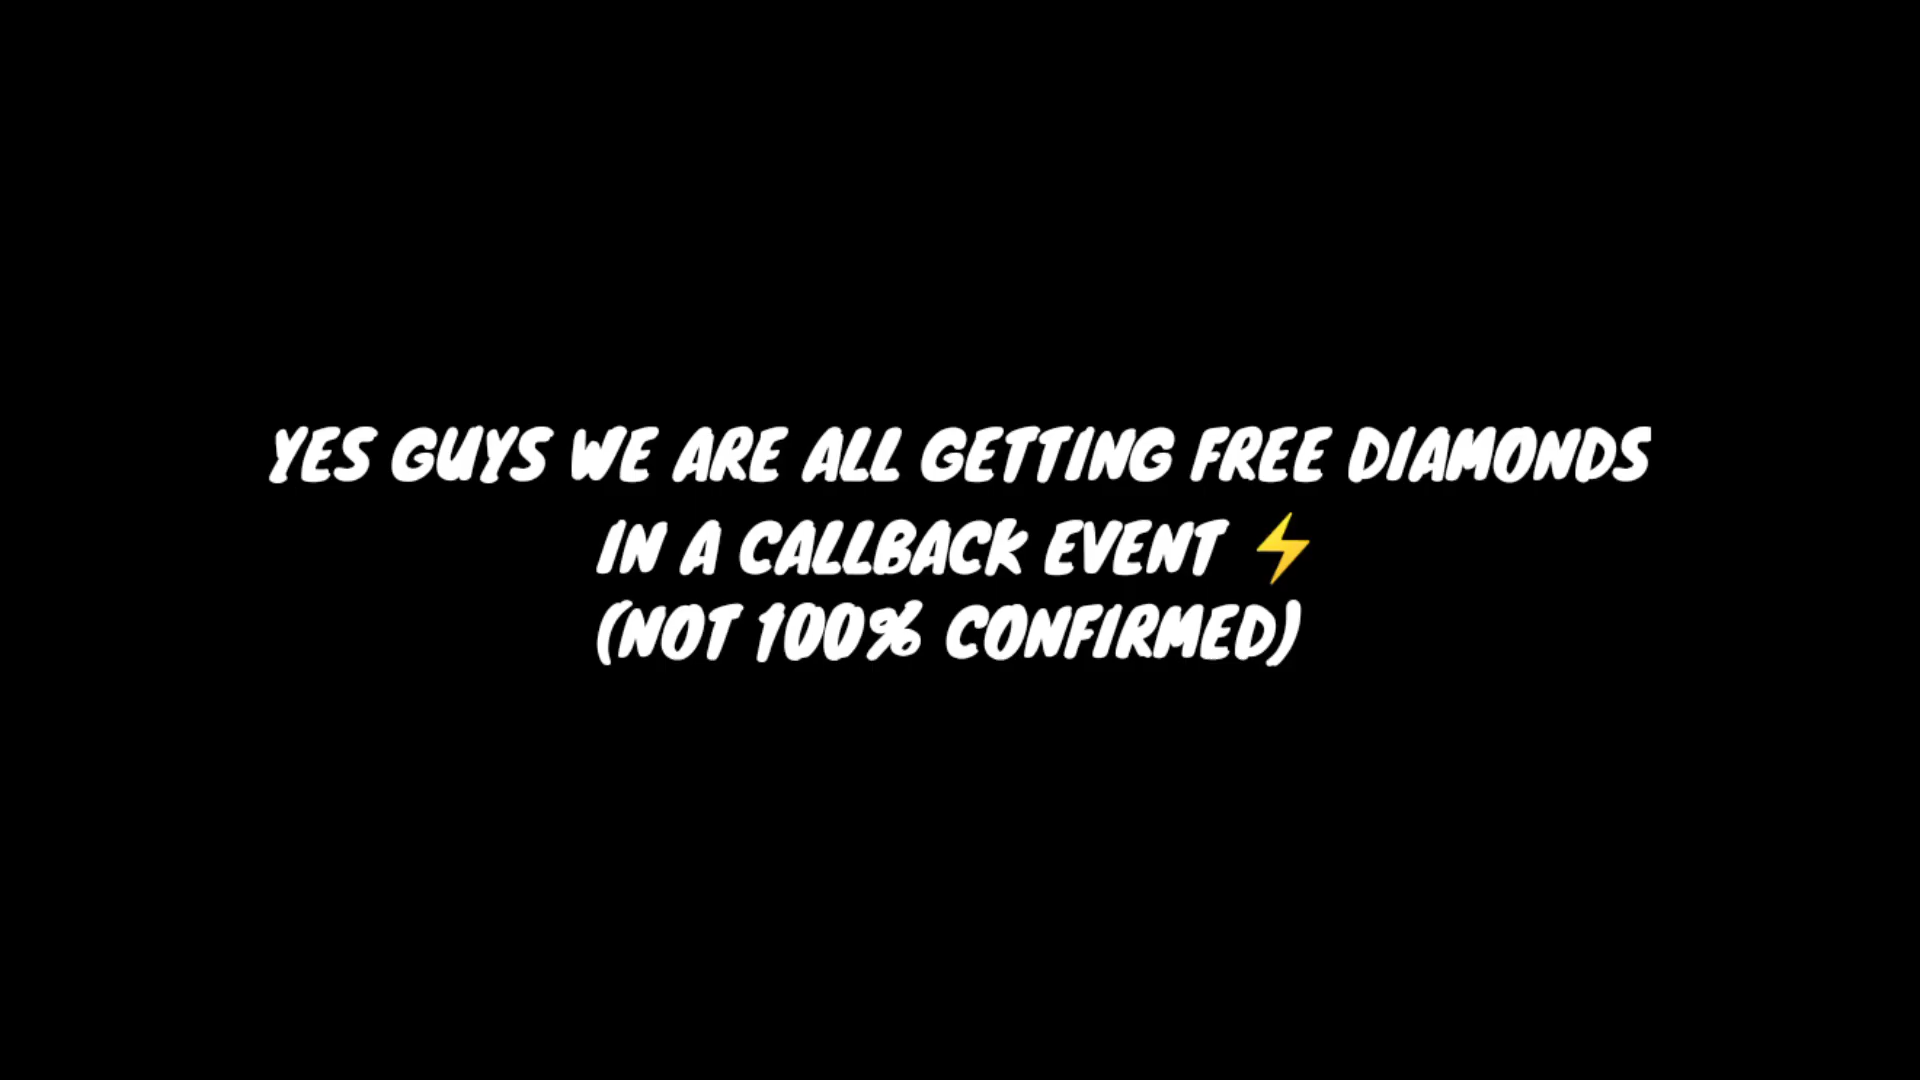 YES GUYS WE ARE ALL GETTING FREE DIAMONDS
IN A CALLBACK EVENT ⚡
(NOT 100% CONFIRMED)